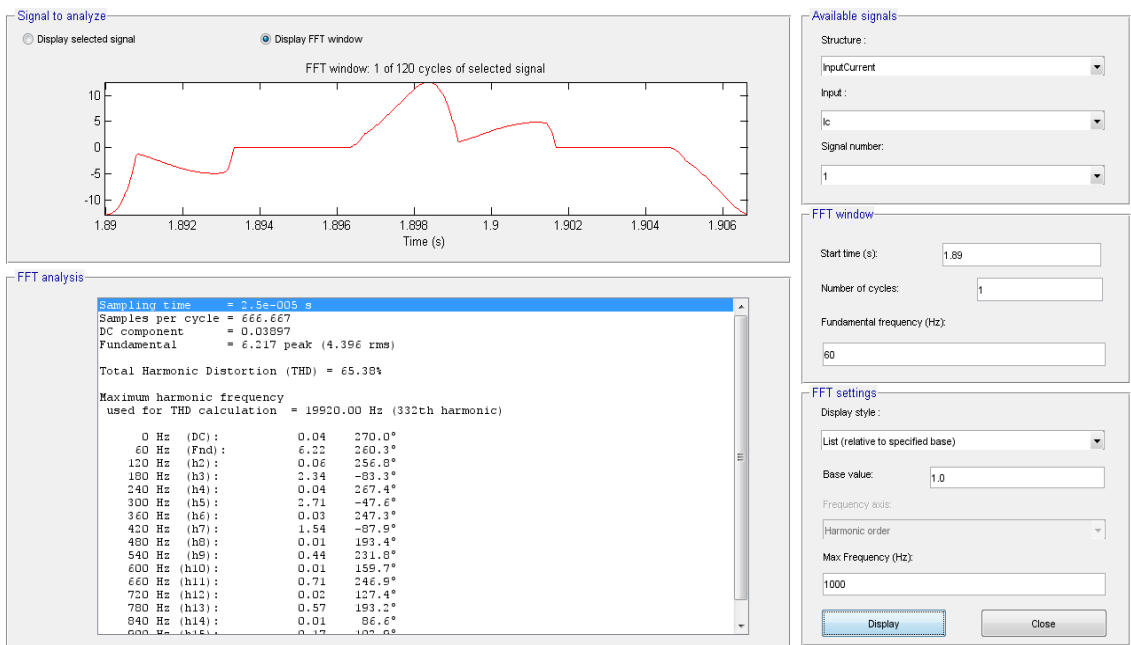 Signal to analyze
Display selected signal
Display FFT window
FFT window: 1 of 120 cycles of selected signal
10
5
0
-5
-10
1.89 1.892 1.894 1.896 1.898 1.9 1.902 1.904 1.906
Time (s)
FFT analysis
Sampling time = 2.5e-005 s
Samples per cycle = 666.667
DC component = 0.03897
Fundamental = 6.217 peak (4.396 rms)
Total Harmonic Distortion (THD) = 65.38%
Maximum harmonic frequency
used for THD calculation = 19920.00 Hz (332th harmonic)
0 Hz (DC): 0.04 270.0°
60 Hz (Fnd): 6.22 260.3°
120 Hz (h2): 0.06 256.8°
180 Hz (h3): 2.34 -83.3°
240 Hz (h4): 0.04 267.4°
300 Hz (h5): 2.71 -47.6°
360 Hz (h6): 0.03 247.3°
420 Hz (h7): 1.54 -87.9°
480 Hz (h8): 0.01 193.4°
540 Hz (h9): 0.44 231.8°
600 Hz (h10): 0.01 159.7°
660 Hz (h11): 0.71 246.9°
720 Hz (h12): 0.02 127.4°
780 Hz (h13): 0.57 193.2°
840 Hz (h14): 0.01 86.6°
900 Hz (h15): 0.17
Available signals
Structure :
InputCurrent
Input :
Ic
Signal number:
1
FFT window
Start time (s): 1.89
Number of cycles: 1
Fundamental frequency (Hz):
60
FFT settings
Display style :
List (relative to specified base)
Base value: 1.0
Frequency axis:
Harmonic order
Max Frequency (Hz):
1000
Display
Close